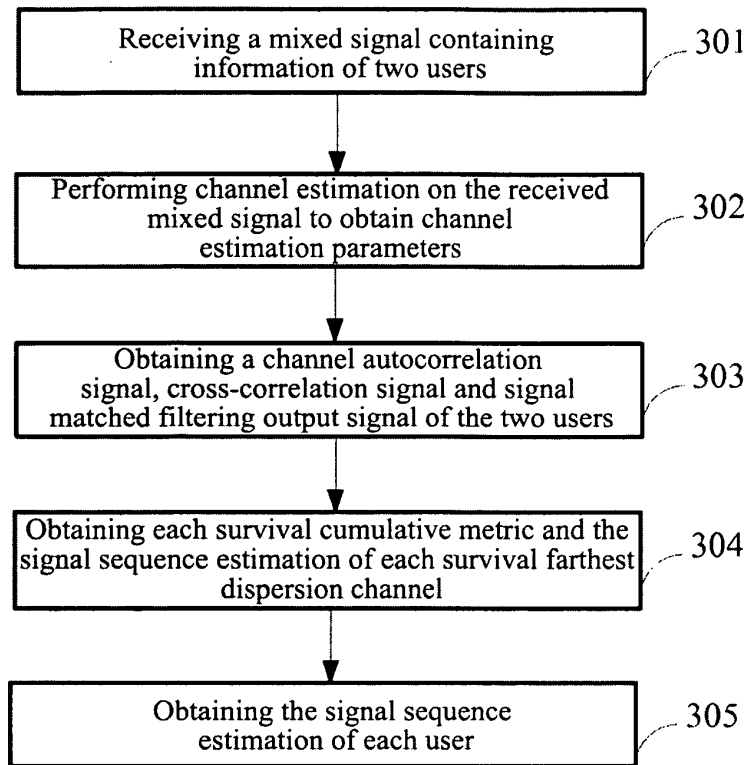 Receiving a mixed signal containing
information of two users
301
Performing channel estimation on the received
mixed signal to obtain channel
estimation parameters
302
Obtaining a channel autocorrelation
signal, cross-correlation signal and signal
matched filtering output signal of the two users
303
Obtaining each survival cumulative metric and the
signal sequence estimation of each survival farthest
dispersion channel
304
Obtaining the signal sequence
estimation of each user
305